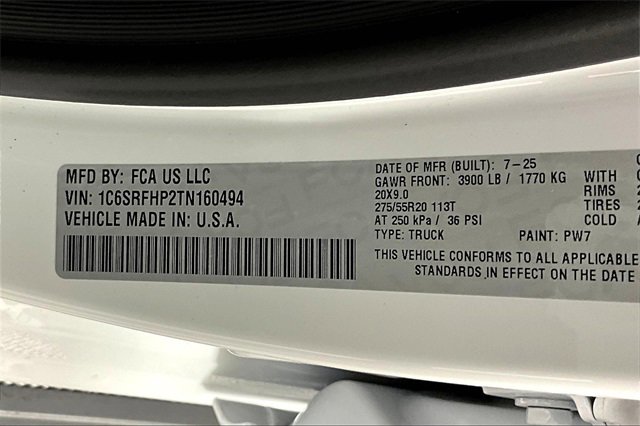 MFD BY: FCA US LLC
VIN: 1C6SRFHP2TN160494
VEHICLE MADE IN: U.S.A.
DATE OF MFR (BUILT): 7-25
GAWR FRONT: 3900 LB / 1770 KG WITH
20X9.0 RIMS
275/55R20 113T TIRES
AT 250 kPa / 36 PSI COLD
TYPE: TRUCK PAINT: PW7
THIS VEHICLE CONFORMS TO ALL APPLICABLE
STANDARDS IN EFFECT ON THE DATE